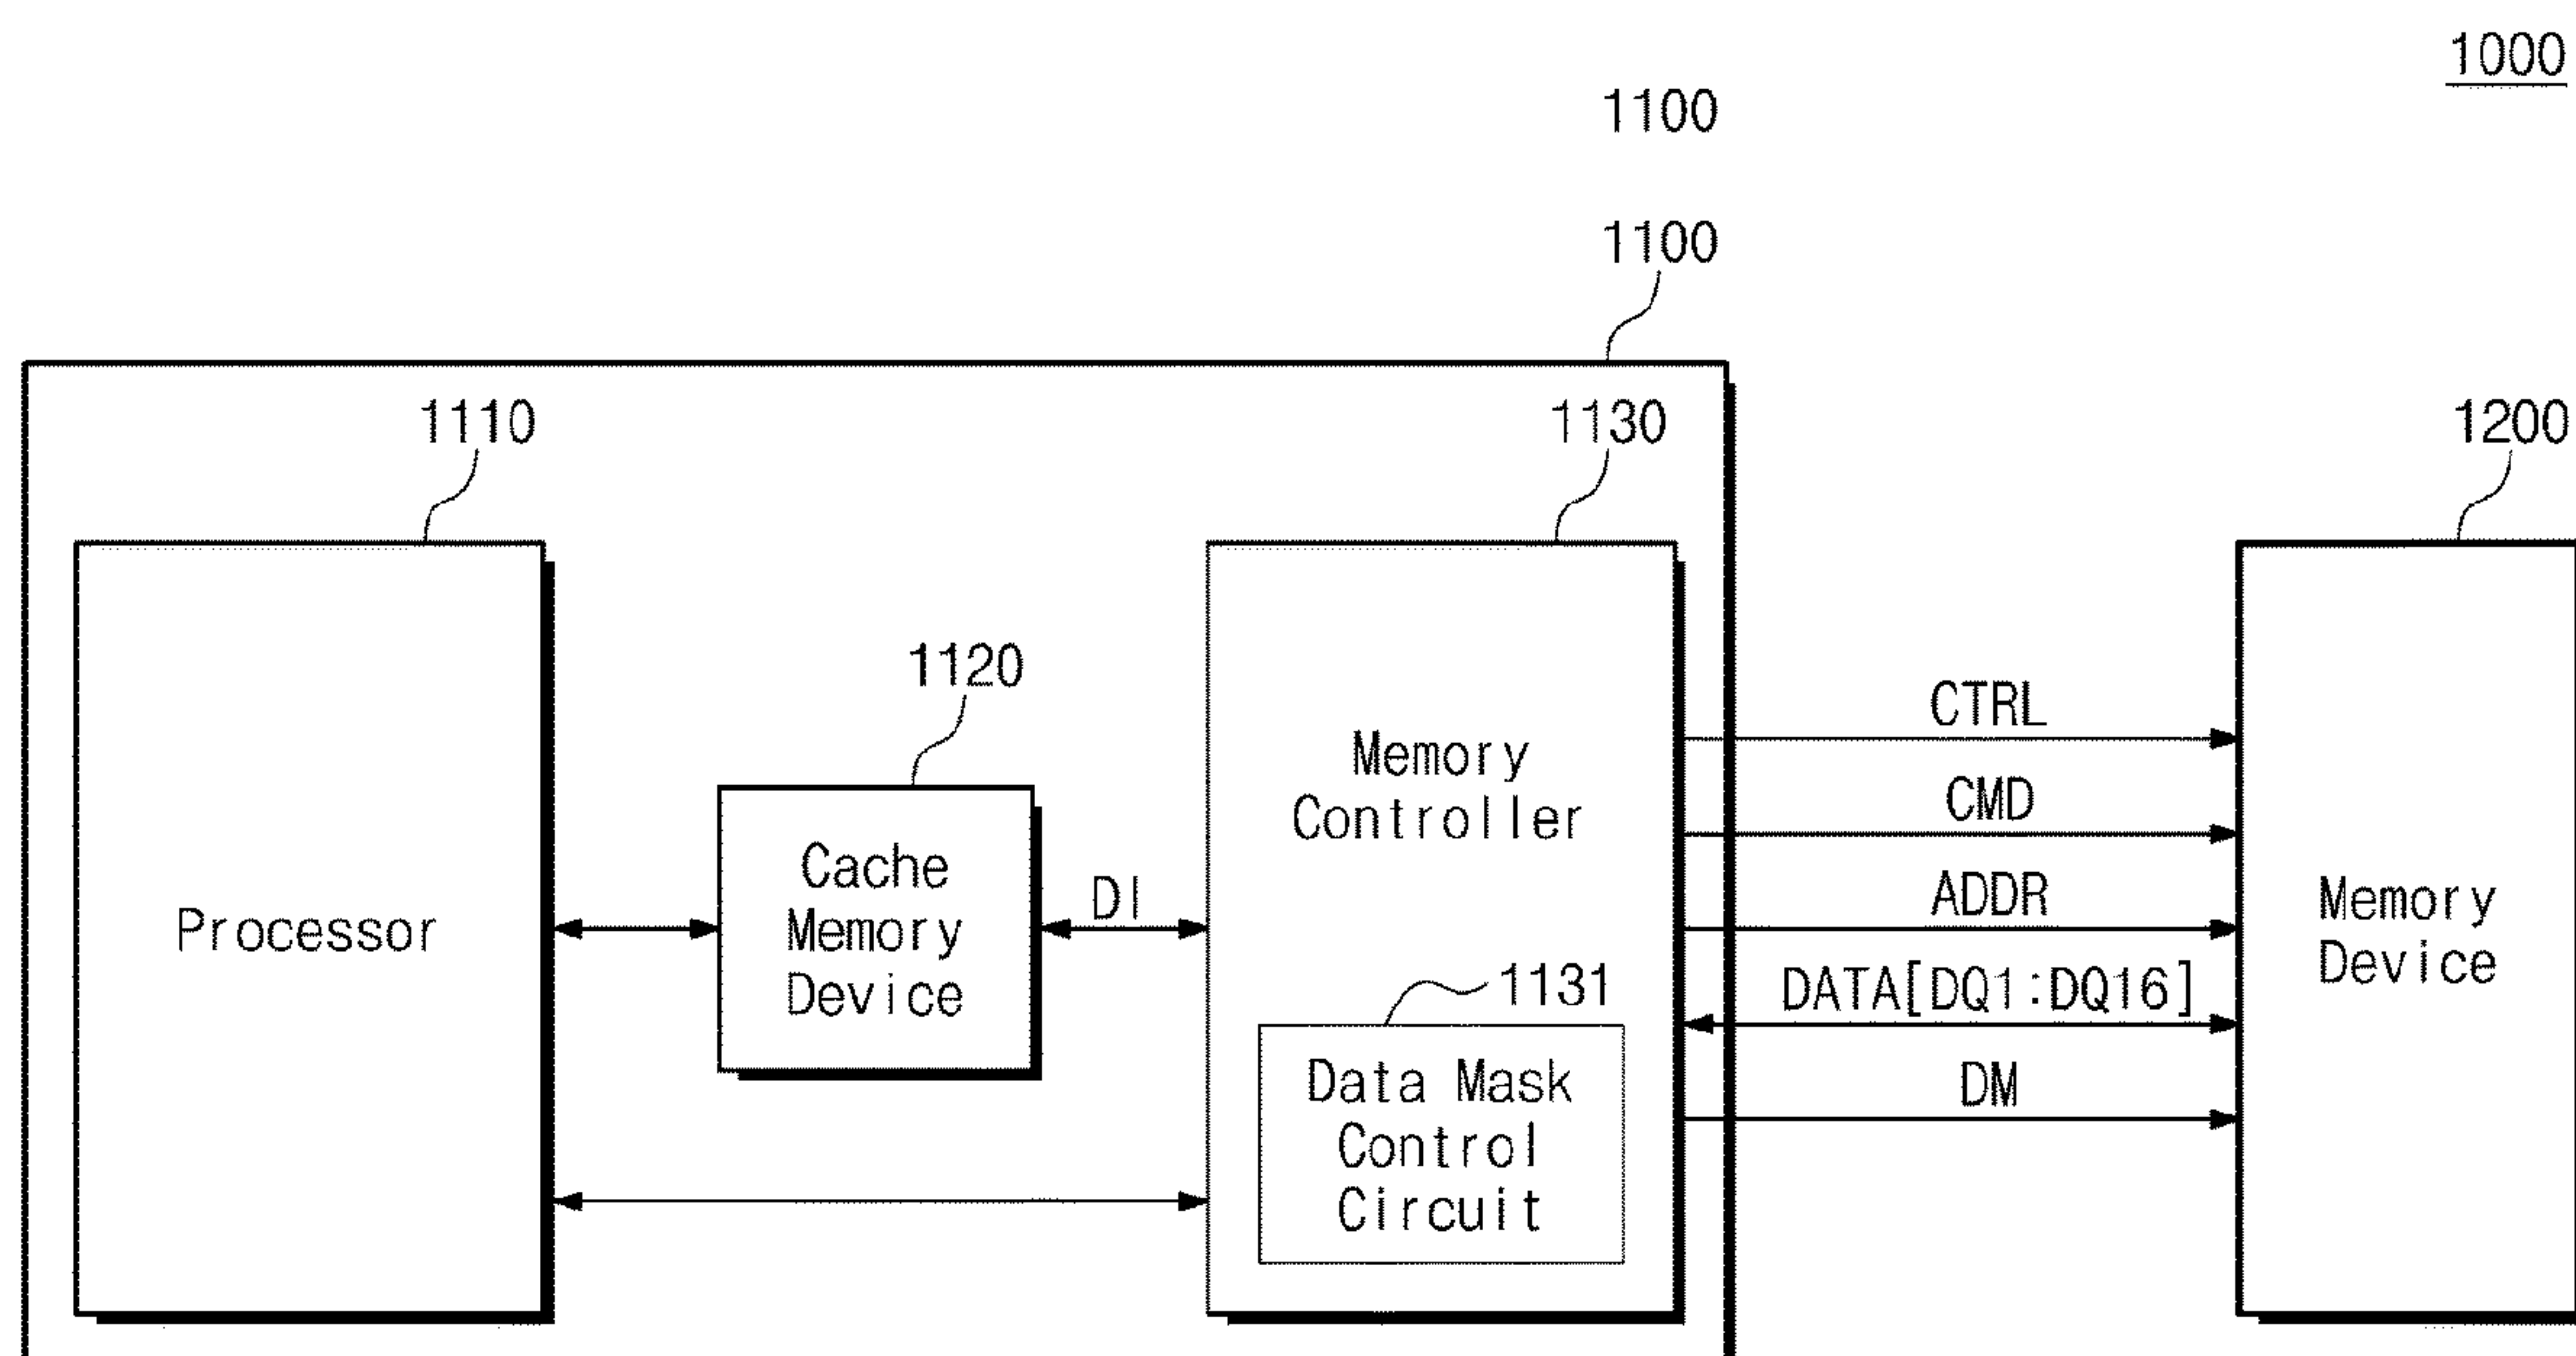 1000
1100
1100
1110
1130
1200
1120
CTRL
Memory
Controller
CMD
Cache
Memory
Device
DI
ADDR
Processor
Memory
Device
1131
DATA[DQ1:DQ16]
Data Mask
Control
Circuit
DM